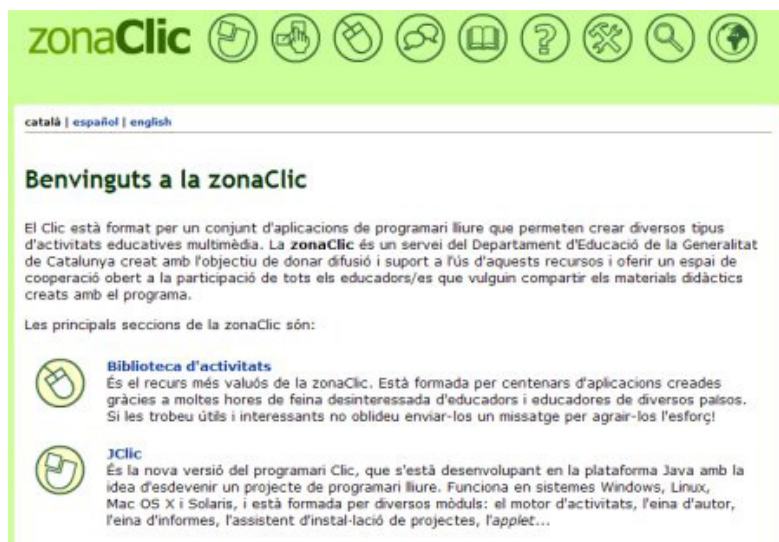 zonaClic
català | español | english
Benvinguts a la zonaClic
El Clic està format per un conjunt d'aplicacions de programari lliure que permeten crear diversos tipus
d'activitats educatives multimèdia. La zonaClic és un servei del Departament d'Educació de la Generalitat
de Catalunya creat amb l'objectiu de donar difusió i suport a l'ús d'aquests recursos i oferir un espai de
cooperació obert a la participació de tots els educadors/es que vulguin compartir els materials didàctics
creats amb el programa.
Les principals seccions de la zonaClic són:
Biblioteca d'activitats
És el recurs més valuós de la zonaClic. Està formada per centenars d'aplicacions creades
gràcies a moltes hores de feina desinteressada d'educadors i educadores de diversos països.
Si les trobeu útils i interessants no oblideu enviar-los un missatge per agrair-los l'esforç!
JClic
És la nova versió del programari Clic, que s'està desenvolupant en la plataforma Java amb la
idea d'esdevenir un projecte de programari lliure. Funciona en sistemes Windows, Linux,
Mac OS X i Solaris, i està formada per diversos mòduls: el motor d'activitats, l'eina d'autor,
l'eina d'informes, l'assistent d'instal·lació de projectes, l'applet...